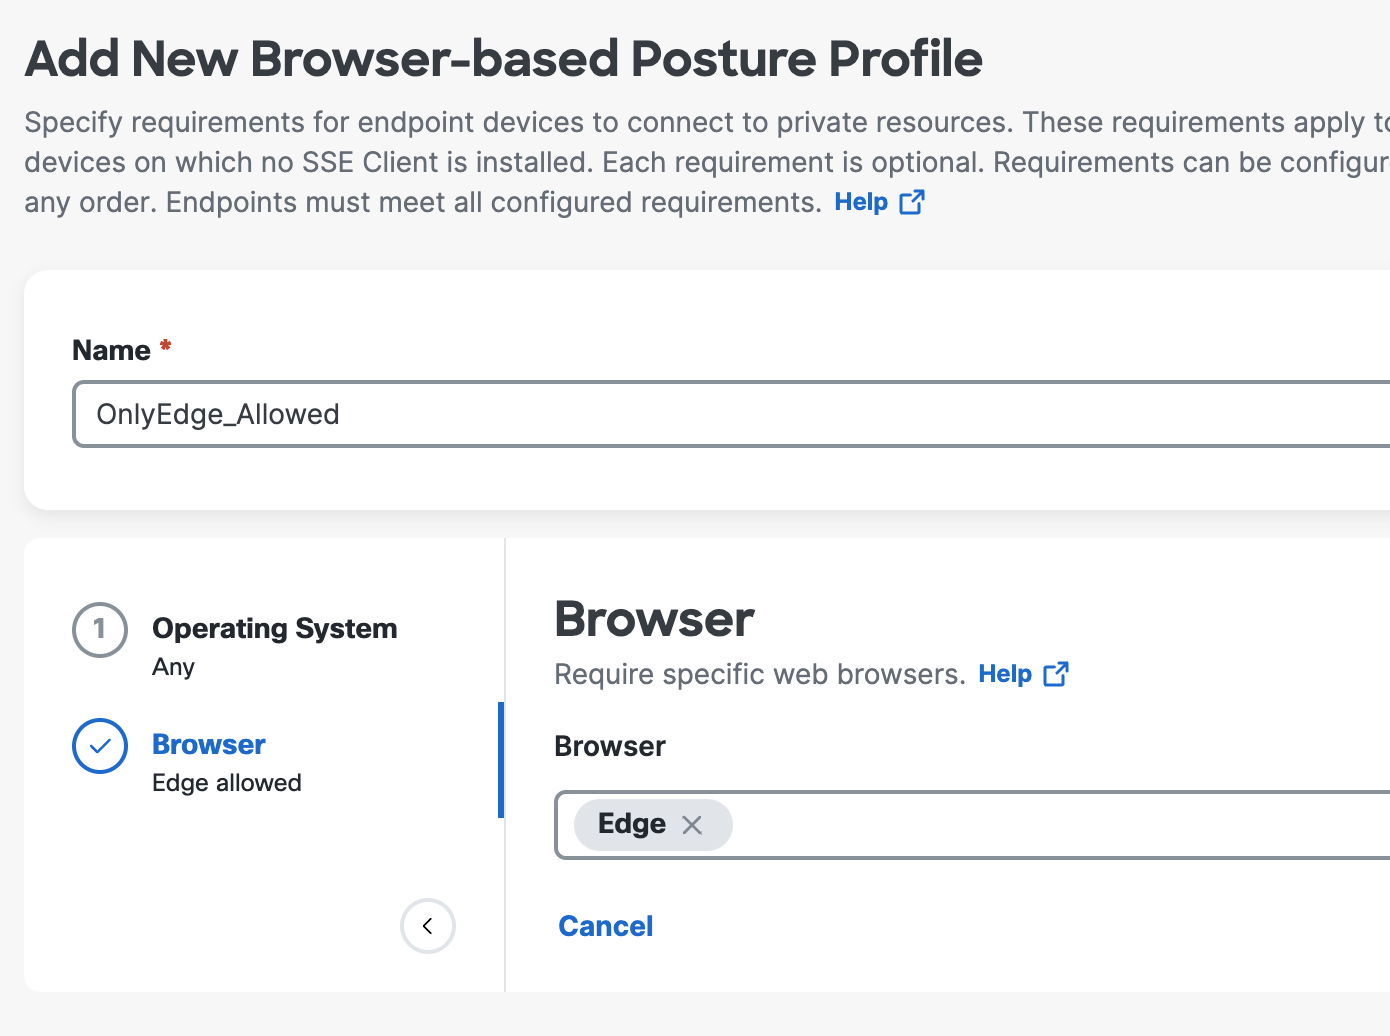 Add New Browser-based Posture Profile
Specify requirements for endpoint devices to connect to private resources. These requirements apply
devices on which no SSE Client is installed. Each requirement is optional. Requirements can be
any order. Endpoints must meet all configured requirements. Help
Name *
OnlyEdge_Allowed
1
Operating System
Any
Browser
Edge allowed
Browser
Require specific web browsers. Help
Browser
Edge
Cancel